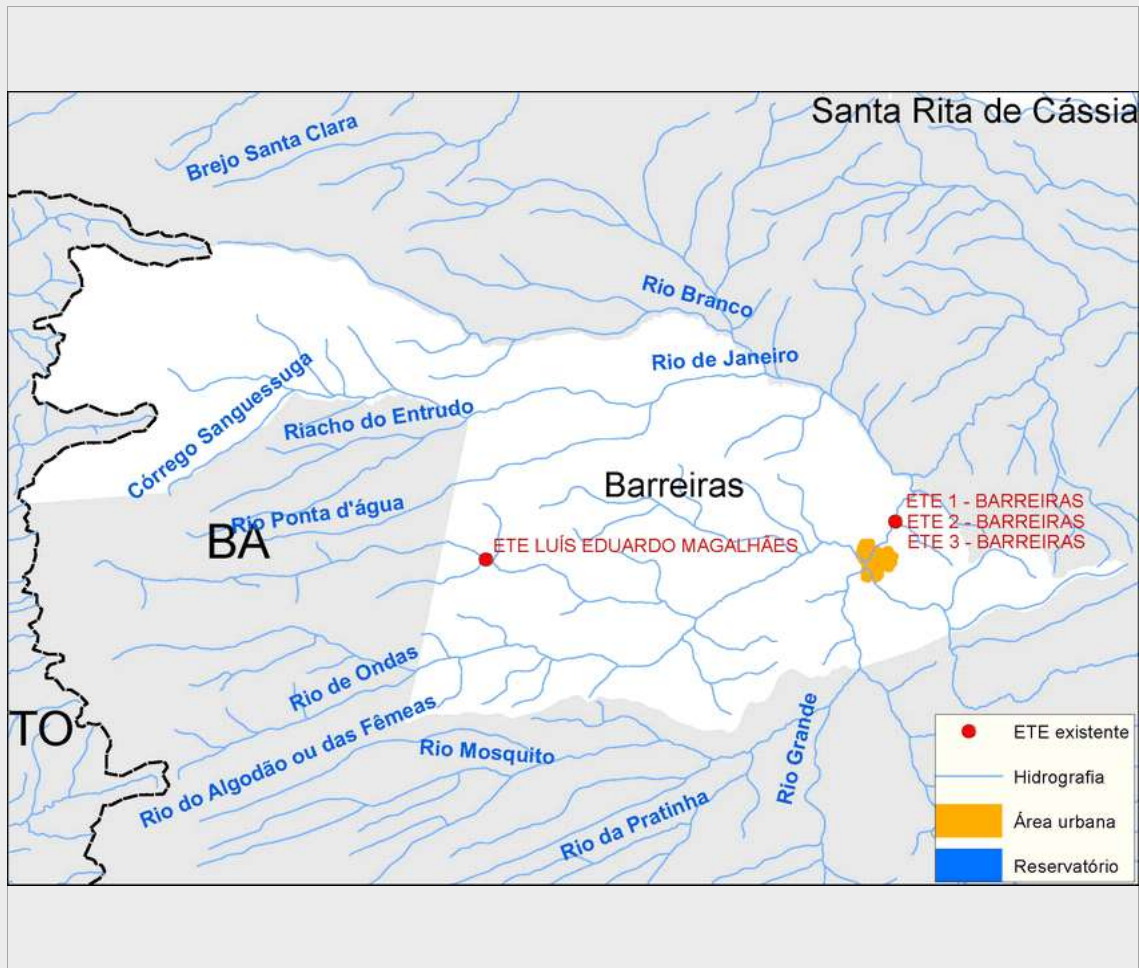 Santa Rita de Cássia
Brejo Santa Clara
Rio Branco
Rio de Janeiro
Córrego Sanguessuga
Riacho do Entrudo
Barreiras
Rio Ponta d'água
BA
ETE 1 - BARREIRAS
ETE 2 - BARREIRAS
ETE 3 - BARREIRAS
ETE LUÍS EDUARDO MAGALHÃES
Rio de Ondas
Rio do Algodão ou das Fêmeas
TO
Rio Mosquito
Rio Grande
Rio da Pratinha
ETE existente
Hidrografia
Área urbana
Reservatório